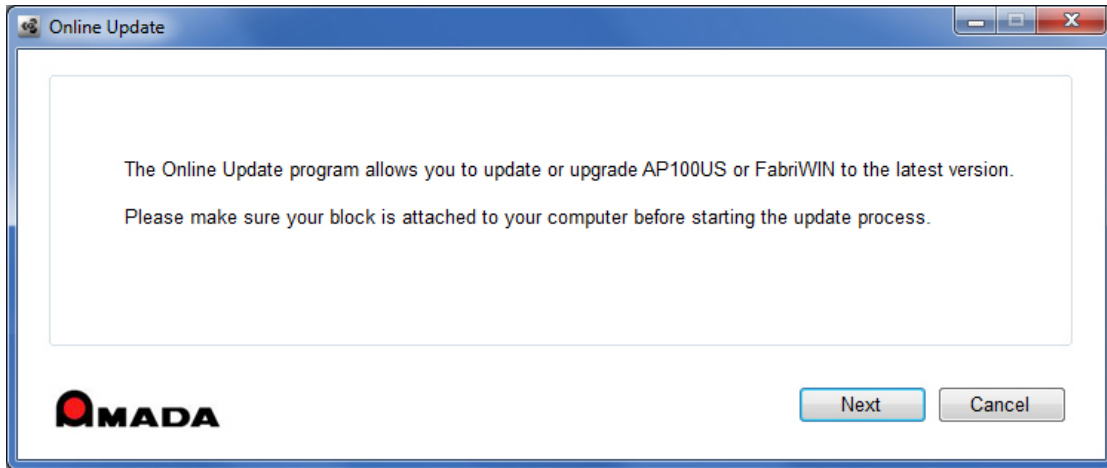 Online Update
The Online Update program allows you to update or upgrade AP100US or FabriWIN to the latest version.
Please make sure your block is attached to your computer before starting the update process.
AMADA
Next
Cancel